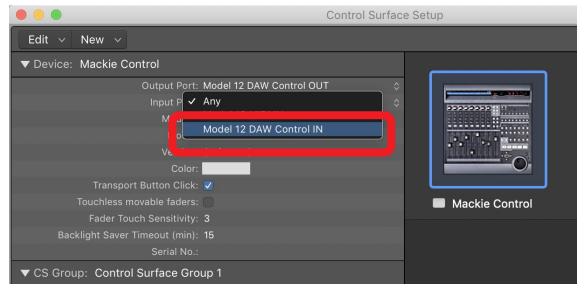 Control Surface Setup
Edit New
Device: Mackie Control
Output Port: Model 12 DAW Control OUT
Input P
Any
Model 12 DAW Control IN
Color:
Transport Button Click:
Touchless movable faders:
Fader Touch Sensitivity: 3
Backlight Saver Timeout (min): 15
Serial No.:
CS Group: Control Surface Group 1
Mackie Control